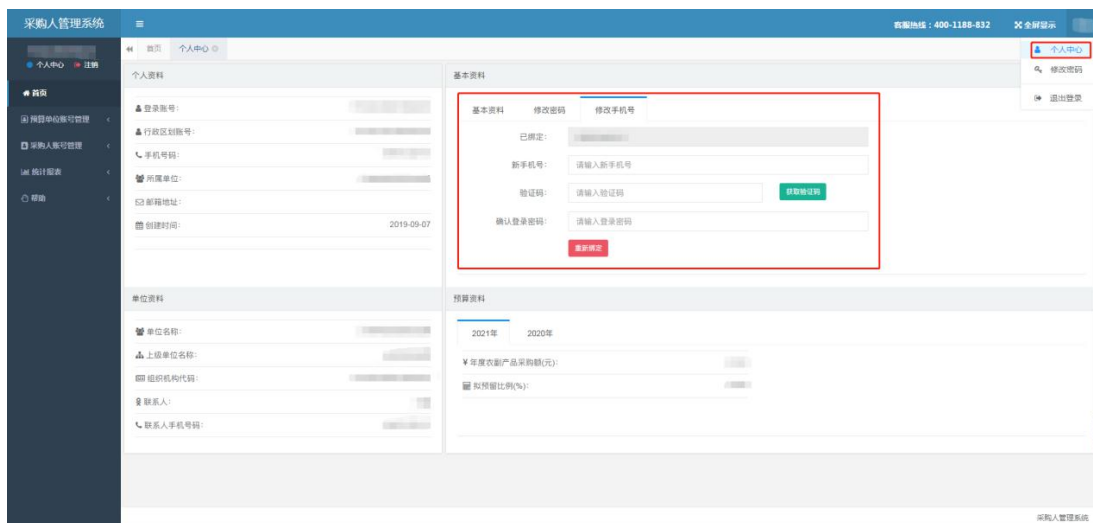 采购人管理系统
客服热线：400-1188-832
全屏显示
个人中心
注销
首页
个人中心
个人中心
修改密码
退出登录
首页
预算单位账号管理
采购人账号管理
统计报表
帮助
个人资料
登录账号:
行政区划账号:
手机号码:
所属单位:
邮箱地址:
创建时间: 2019-09-07
基本资料
基本资料 修改密码 修改手机号
已绑定:
新手机号: 请输入新手机号
验证码: 请输入验证码 获取验证码
确认登录密码: 请输入登录密码
重新绑定
单位资料
单位名称:
上级单位名称:
组织机构代码:
联系人:
联系人手机号码:
预算资料
2021年 2020年
¥年度农副产品采购额(元):
拟预留比例(%):
采购人管理系统